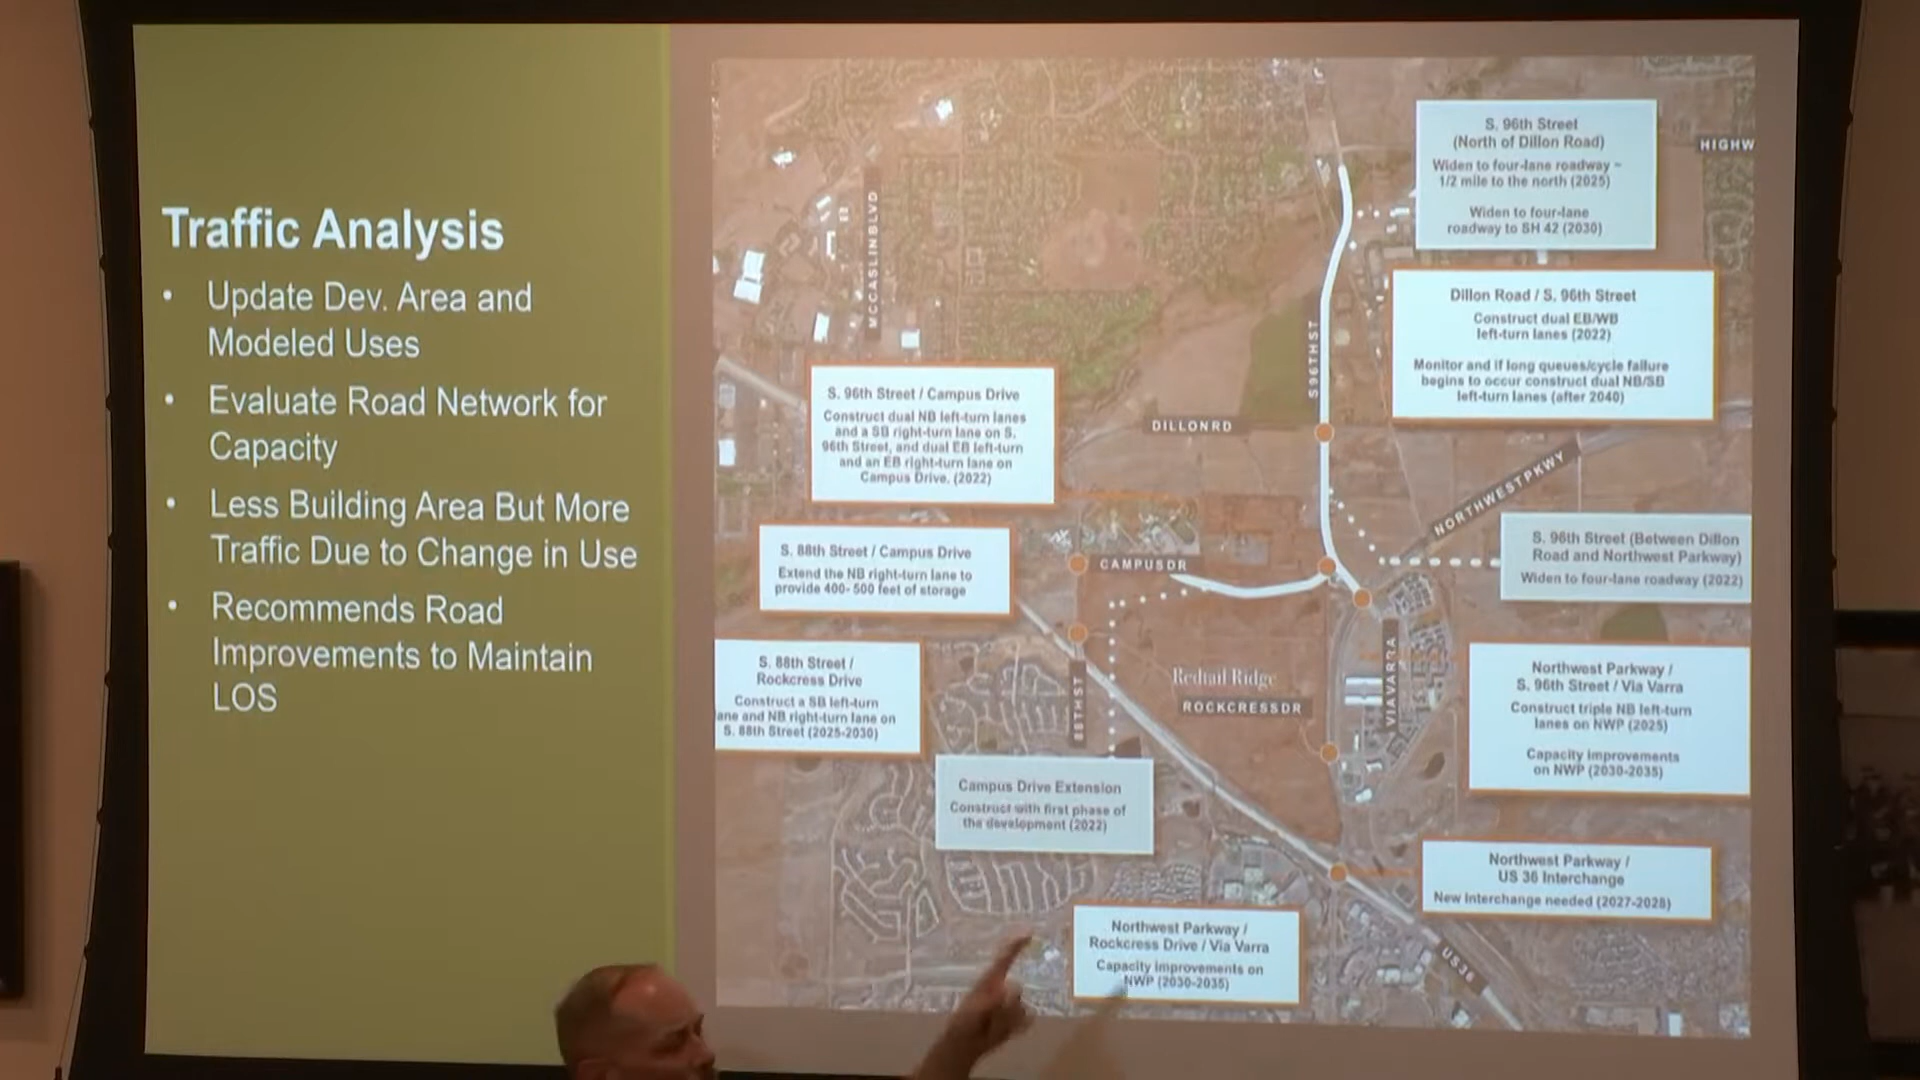 Traffic Analysis
• Update Dev. Area and
Modeled Uses
• Evaluate Road Network for
Capacity
• Less Building Area But More
Traffic Due to Change in Use
• Recommends Road
Improvements to Maintain
LOS
S. 96th Street
(North of Dillon Road)
Widen to four-lane roadway ~
1/2 mile to the north (2025)
Widen to four-lane
roadway to SH 42 (2030)
HIGHW
MCCASLIN BLVD
S 96TH ST
Dillon Road / S. 96th Street
Construct dual EB/WB
left-turn lanes (2022)
Monitor and if long queues/cycle failure
begins to occur construct dual NB/SB
left-turn lanes (after 2040)
S. 96th Street / Campus Drive
Construct dual NB left-turn lanes
and a SB right-turn lane on S.
96th Street, and dual EB left-turn
and an EB right-turn lane on
Campus Drive. (2022)
DILLON RD
NORTHWEST PKWY
S. 96th Street (Between Dillon
Road and Northwest Parkway)
Widen to four-lane roadway (2022)
S. 88th Street / Campus Drive
Extend the NB right-turn lane to
provide 400-500 feet of storage
CAMPUS DR
S. 88th Street /
Rockcress Drive
Construct a SB left-turn
ane and NB right-turn lane on
S. 88th Street (2025-2030)
88TH ST
Redtail Ridge
ROCKCRESS DR
VIA VARRA
Northwest Parkway /
S. 96th Street / Via Varra
Construct triple NB left-turn
lanes on NWP (2025)
Capacity improvements
on NWP (2030-2035)
Campus Drive Extension
Construct with first phase of
the development (2022)
Northwest Parkway /
US 36 Interchange
New Interchange needed (2027-2028)
Northwest Parkway /
Rockcress Drive / Via Varra
Capacity improvements on
NWP (2030-2035)
US 36